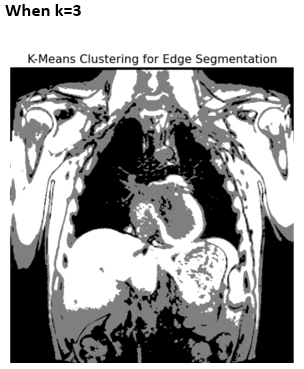 When k=3
K-Means Clustering for Edge Segmentation